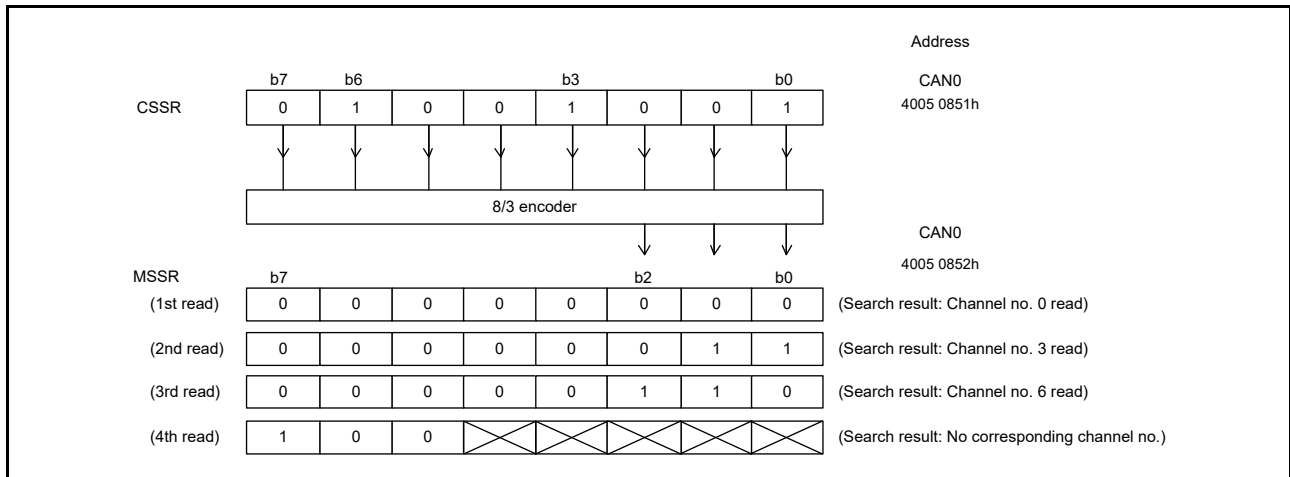 Address
b7 b6 b3 b0 CAN0
CSSR 0 1 0 0 1 0 0 1 4005 0851h
8/3 encoder
CAN0
4005 0852h
MSSR b7 b2 b0
(1st read) 0 0 0 0 0 0 0 0 (Search result: Channel no. 0 read)
(2nd read) 0 0 0 0 0 0 1 1 (Search result: Channel no. 3 read)
(3rd read) 0 0 0 0 0 1 1 0 (Search result: Channel no. 6 read)
(4th read) 1 0 0 (Search result: No corresponding channel no.)